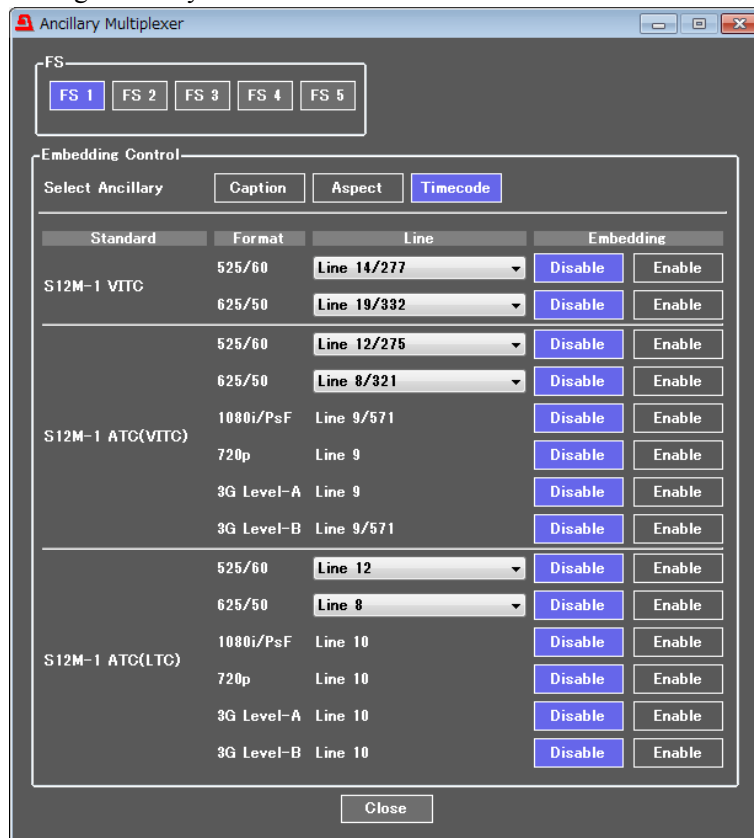 Ancillary Multiplexer
FS
FS 1 FS 2 FS 3 FS 4 FS 5
Embedding Control
Select Ancillary Caption Aspect Timecode
Standard Format Line Embedding
S12M-1 VITC
525/60 Line 14/277 Disable Enable
625/50 Line 19/332 Disable Enable
S12M-1 ATC(VITC)
525/60 Line 12/275 Disable Enable
625/50 Line 8/321 Disable Enable
1080i/PsF Line 9/571 Disable Enable
720p Line 9 Disable Enable
3G Level-A Line 9 Disable Enable
3G Level-B Line 9/571 Disable Enable
S12M-1 ATC(LTC)
525/60 Line 12 Disable Enable
625/50 Line 8 Disable Enable
1080i/PsF Line 10 Disable Enable
720p Line 10 Disable Enable
3G Level-A Line 10 Disable Enable
3G Level-B Line 10 Disable Enable
Close